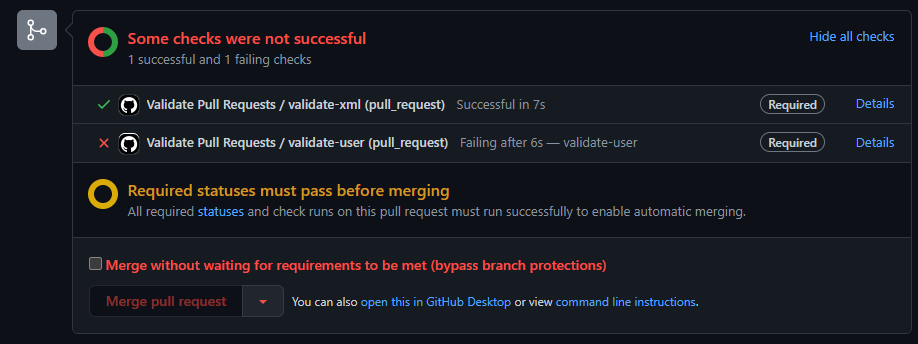 Some checks were not successful
Hide all checks
1 successful and 1 failing checks
Validate Pull Requests / validate-xml (pull_request) Successful in 7s Required Details
Validate Pull Requests / validate-user (pull_request) Failing after 6s — validate-user Required Details
Required statuses must pass before merging
All required statuses and check runs on this pull request must run successfully to enable automatic merging.
Merge without waiting for requirements to be met (bypass branch protections)
Merge pull request You can also open this in GitHub Desktop or view command line instructions.